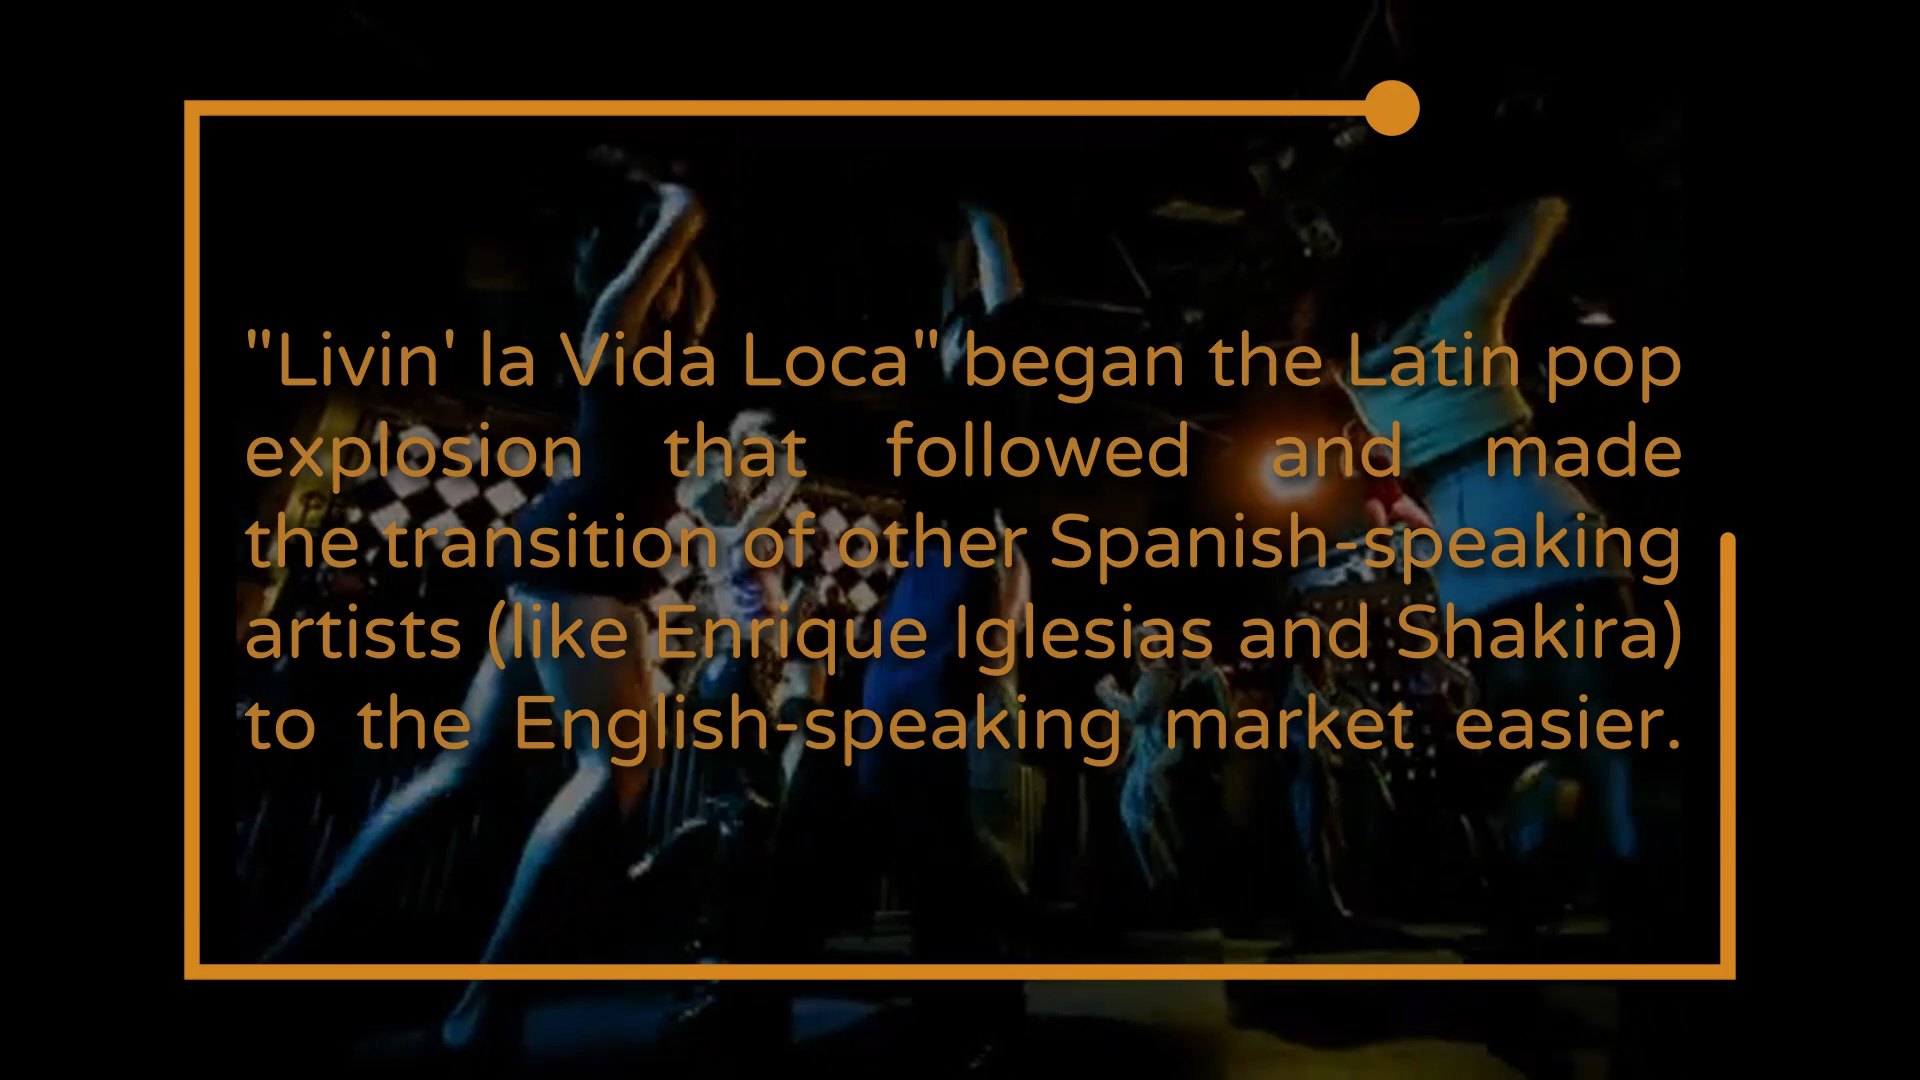 "Livin' la Vida Loca" began the Latin pop
explosion that followed and made
the transition of other Spanish-speaking
artists (like Enrique Iglesias and Shakira)
to the English-speaking market easier.